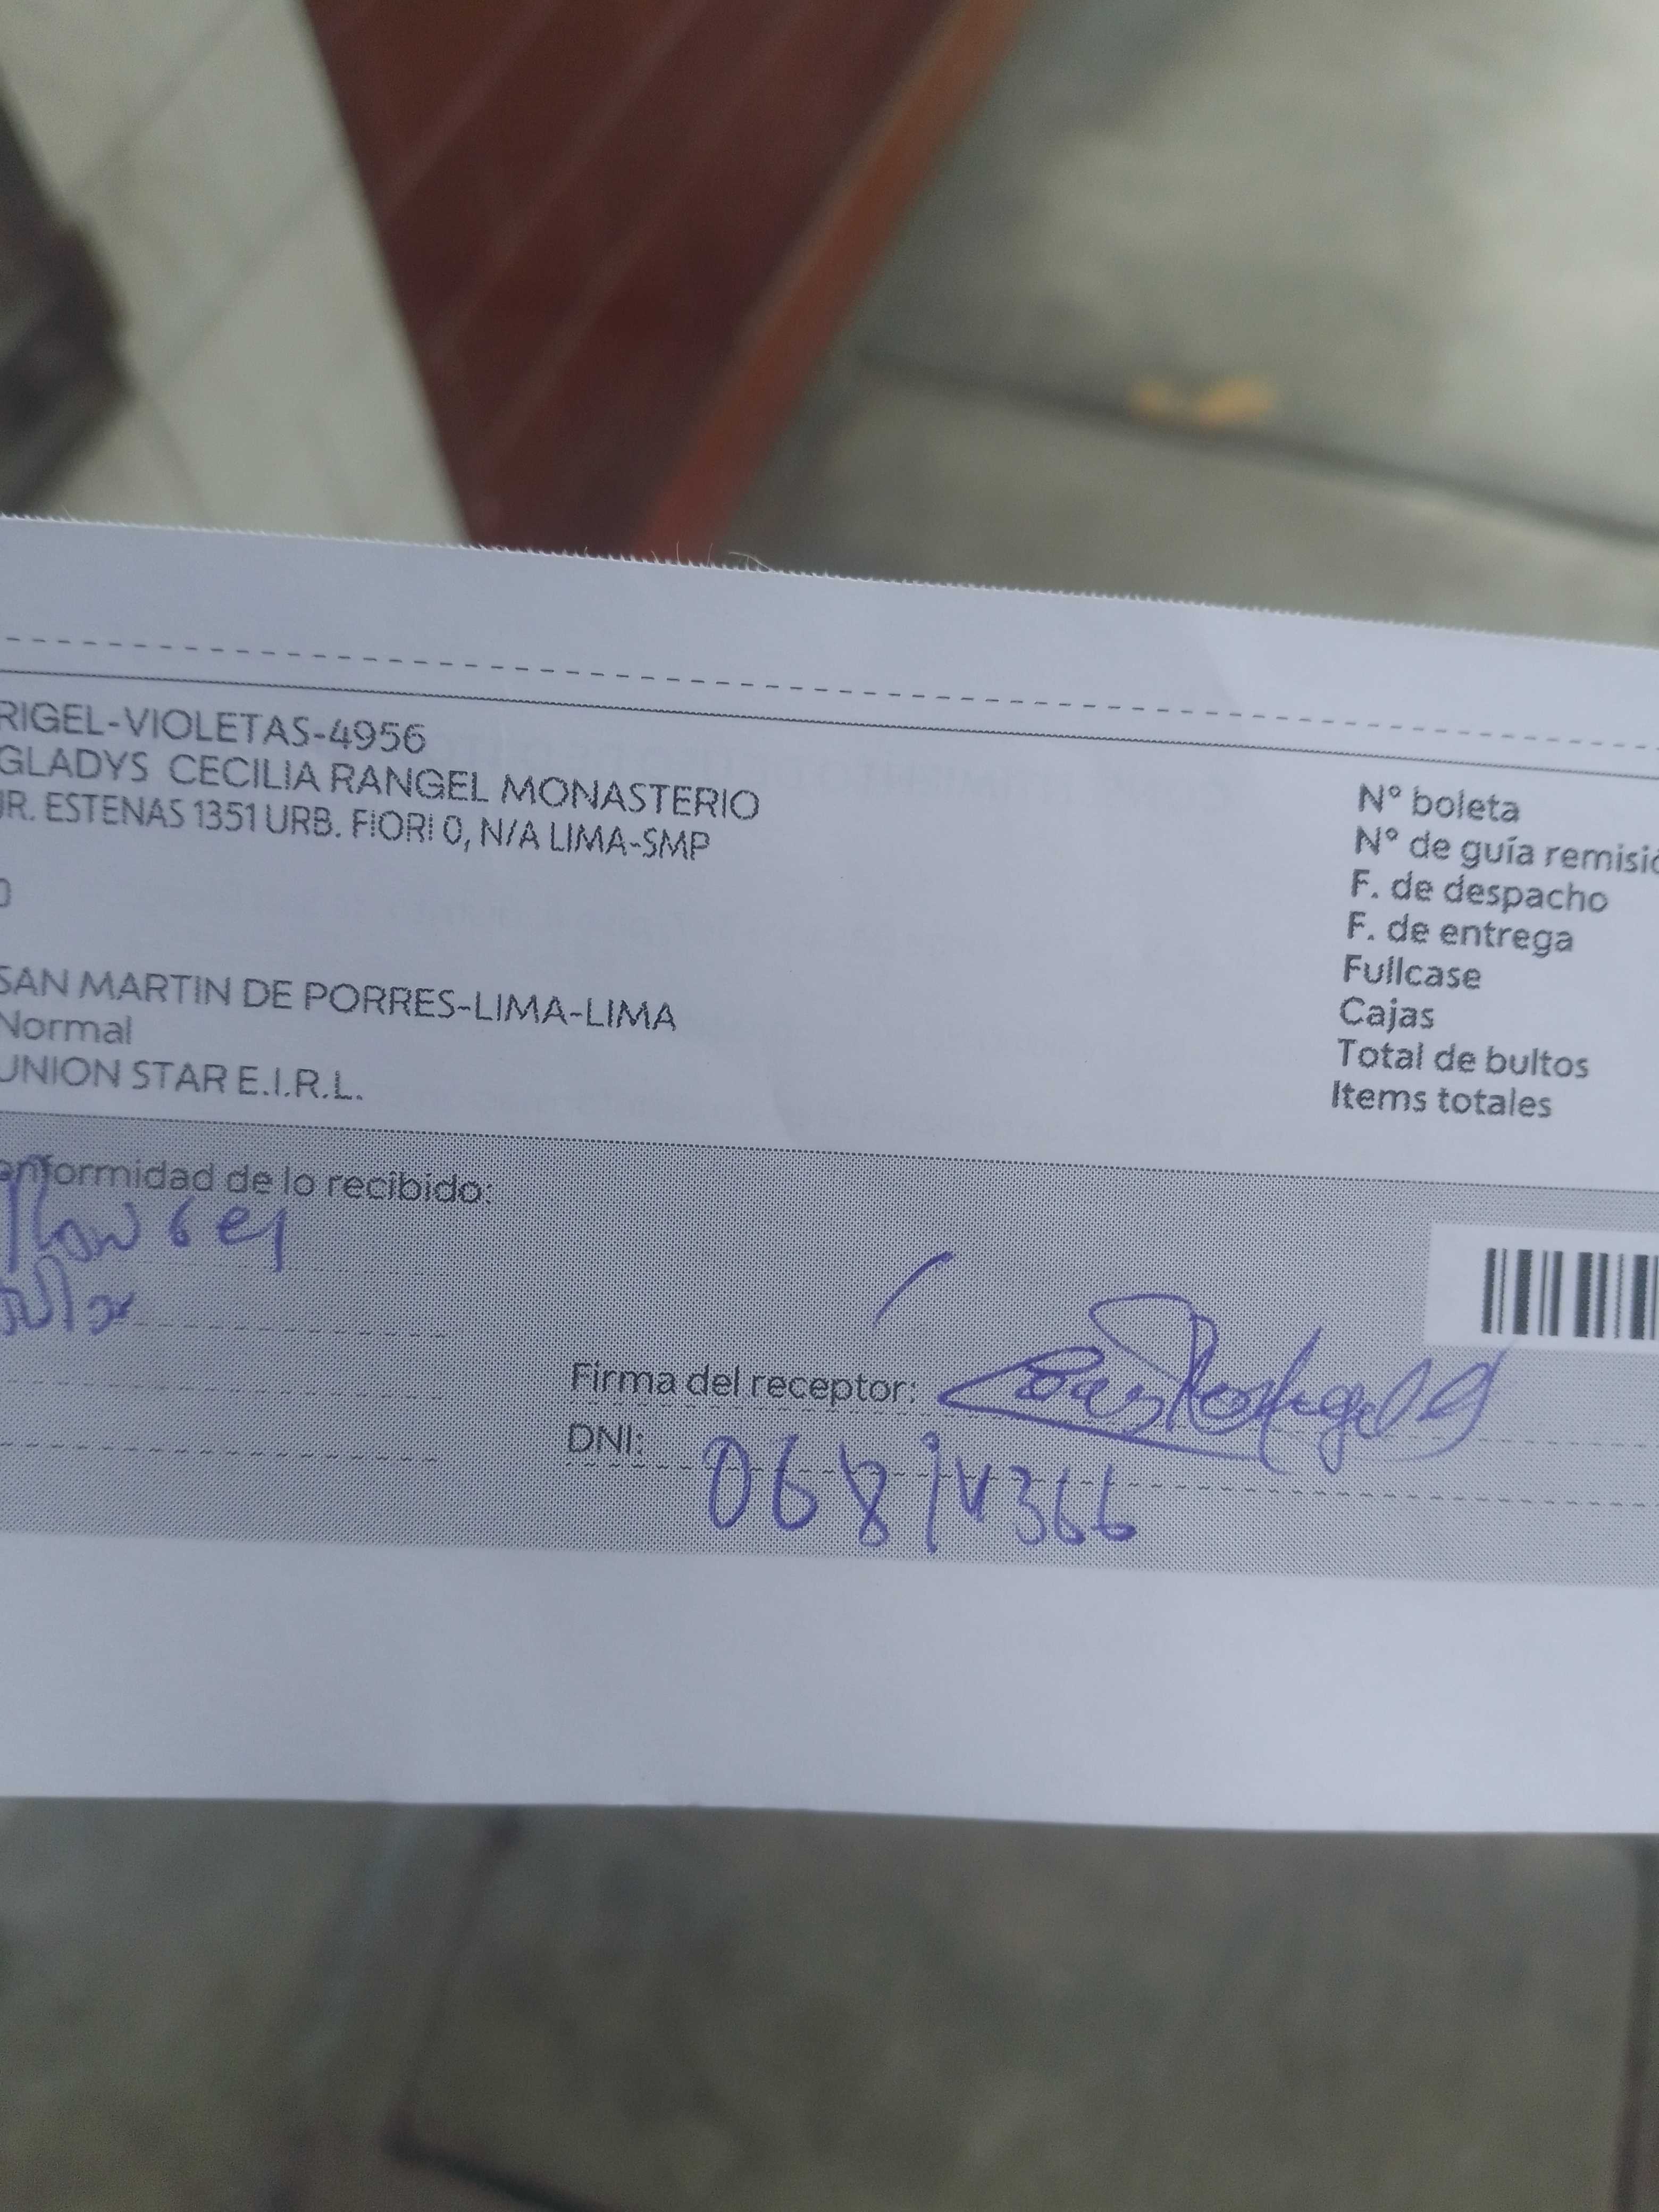 RIGEL-VIOLETAS-4956
GLADYS CECILIA RANGEL MONASTERIO
JR. ESTENAS 1351 URB. FIORI 0, N/A LIMA-SMP
0
SAN MARTIN DE PORRES-LIMA-LIMA
Normal
UNION STAR E.I.R.L.
N° boleta
N° de guía remisió
F. de despacho
F. de entrega
Fullcase
Cajas
Total de bultos
Items totales
onformidad de lo recibido:
Firma del receptor:
DNI: 06814366